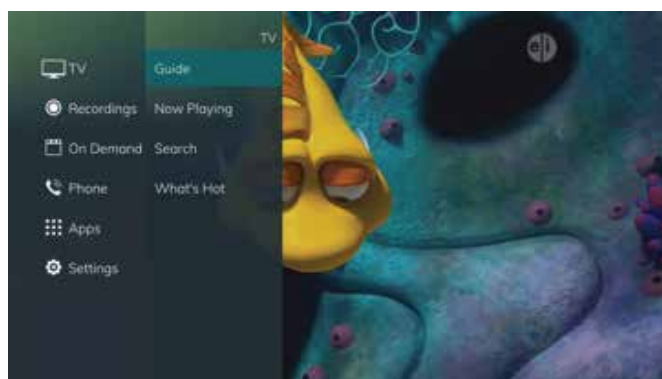 TV
TV
Guide
Recordings
Now Playing
On Demand
Search
Phone
What's Hot
Apps
Settings
e i